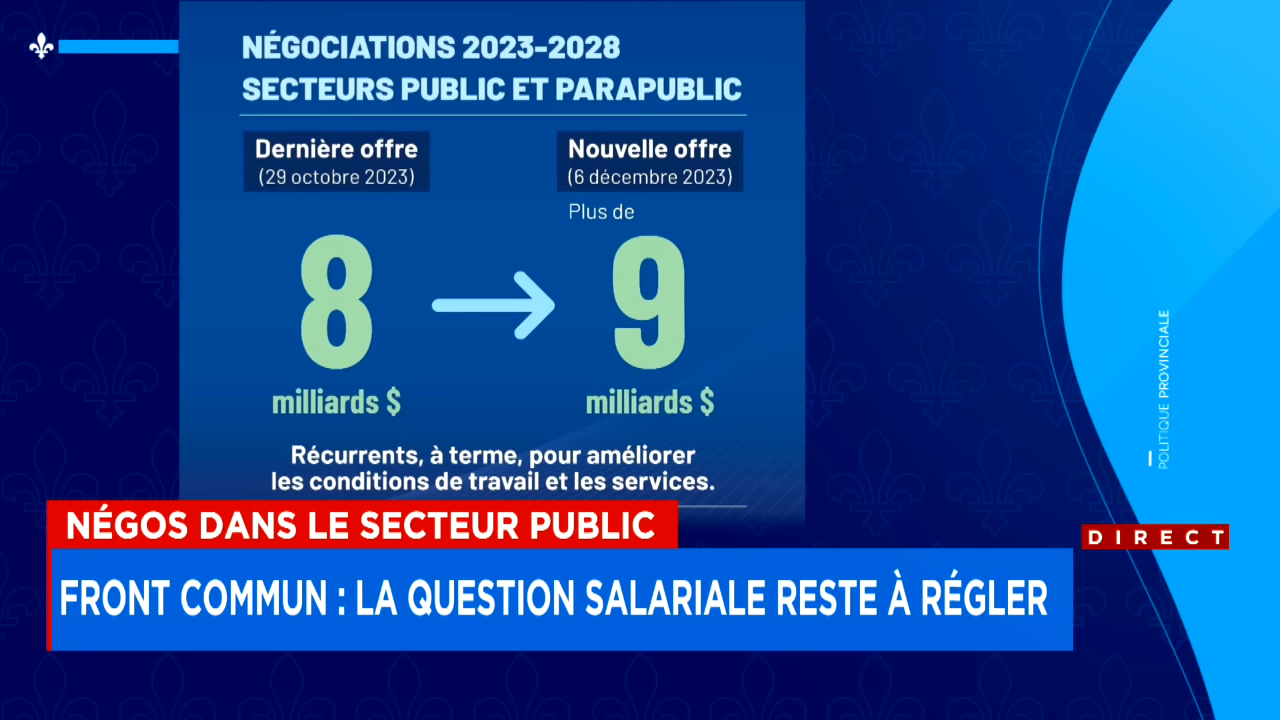 NÉGOCIATIONS 2023-2028
SECTEURS PUBLIC ET PARAPUBLIC
Dernière offre
(29 octobre 2023)
8
milliards $
Nouvelle offre
(6 décembre 2023)
Plus de
9
milliards $
Récurrents, à terme, pour améliorer
les conditions de travail et les services.
POLITIQUE PROVINCIALE
NÉGOS DANS LE SECTEUR PUBLIC
DIRECT
FRONT COMMUN : LA QUESTION SALARIALE RESTE À RÉGLER